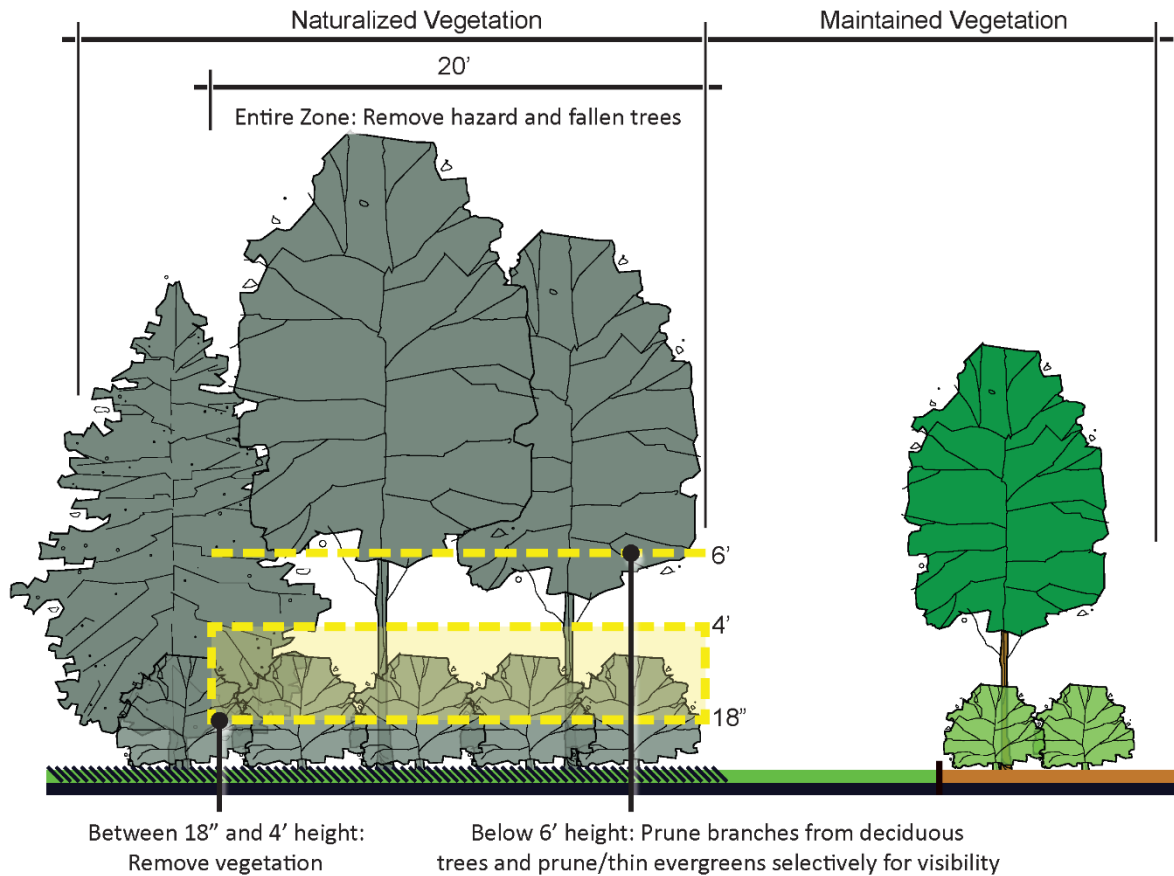 Naturalized Vegetation
Maintained Vegetation
20’
Entire Zone: Remove hazard and fallen trees
6’
4’
18”
Between 18” and 4’ height:
Remove vegetation
Below 6’ height: Prune branches from deciduous
trees and prune/thin evergreens selectively for visibility